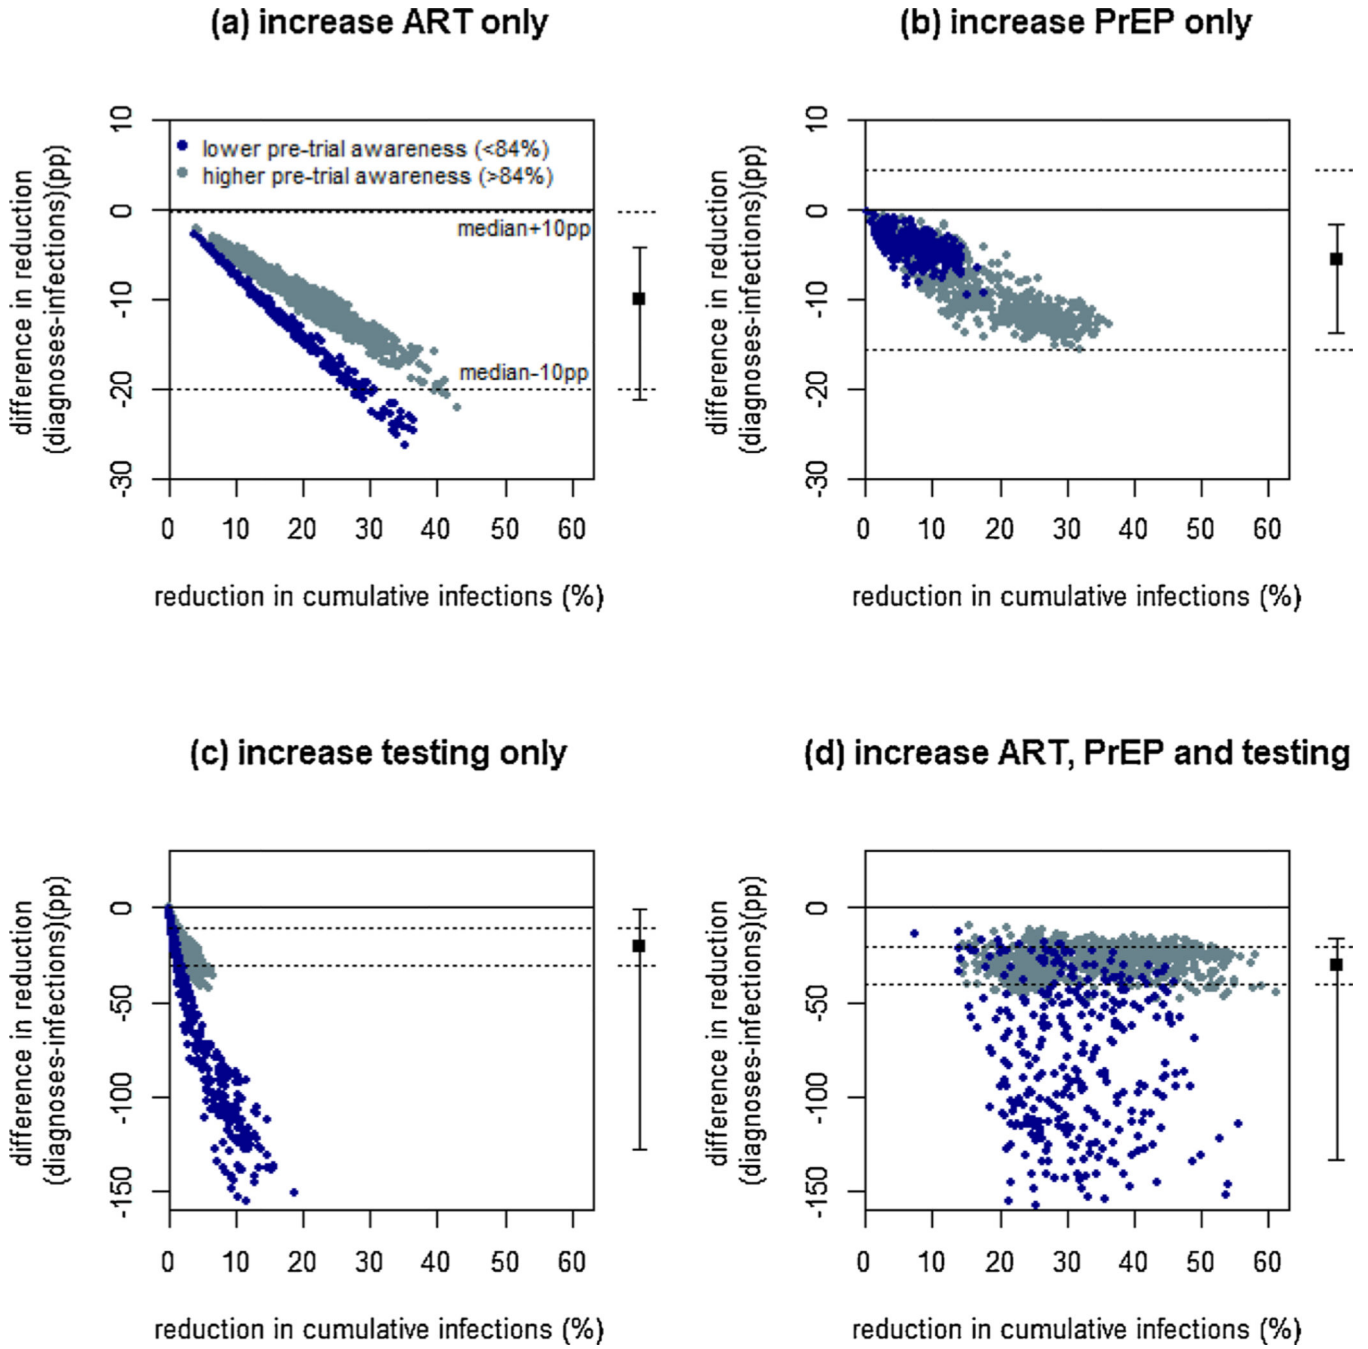 (a) increase ART only
difference in reduction
(diagnoses-infections)(pp)
10
0
-10
-20
-30
lower pre-trial awareness (<84%)
higher pre-trial awareness (>84%)
median+10pp
median-10pp
0 10 20 30 40 50 60
reduction in cumulative infections (%)
(b) increase PrEP only
difference in reduction
(diagnoses-infections)(pp)
10
0
-10
-20
-30
0 10 20 30 40 50 60
reduction in cumulative infections (%)
(c) increase testing only
difference in reduction
(diagnoses-infections)(pp)
0
-50
-100
-150
0 10 20 30 40 50 60
reduction in cumulative infections (%)
(d) increase ART, PrEP and testing
difference in reduction
(diagnoses-infections)(pp)
0
-50
-100
-150
0 10 20 30 40 50 60
reduction in cumulative infections (%)